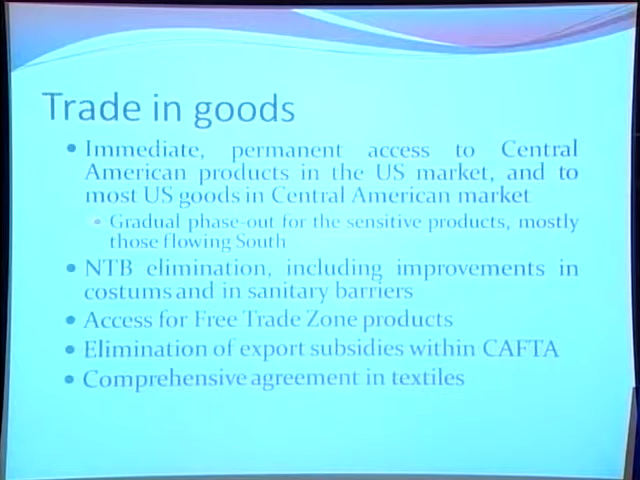 Trade in goods
• Immediate, permanent access to Central
American products in the US market, and to
most US goods in Central American market
• Gradual phase-out for the sensitive products, mostly
those flowing South
• NTB elimination, including improvements in
costums and in sanitary barriers
• Access for Free Trade Zone products
• Elimination of export subsidies within CAFTA
• Comprehensive agreement in textiles